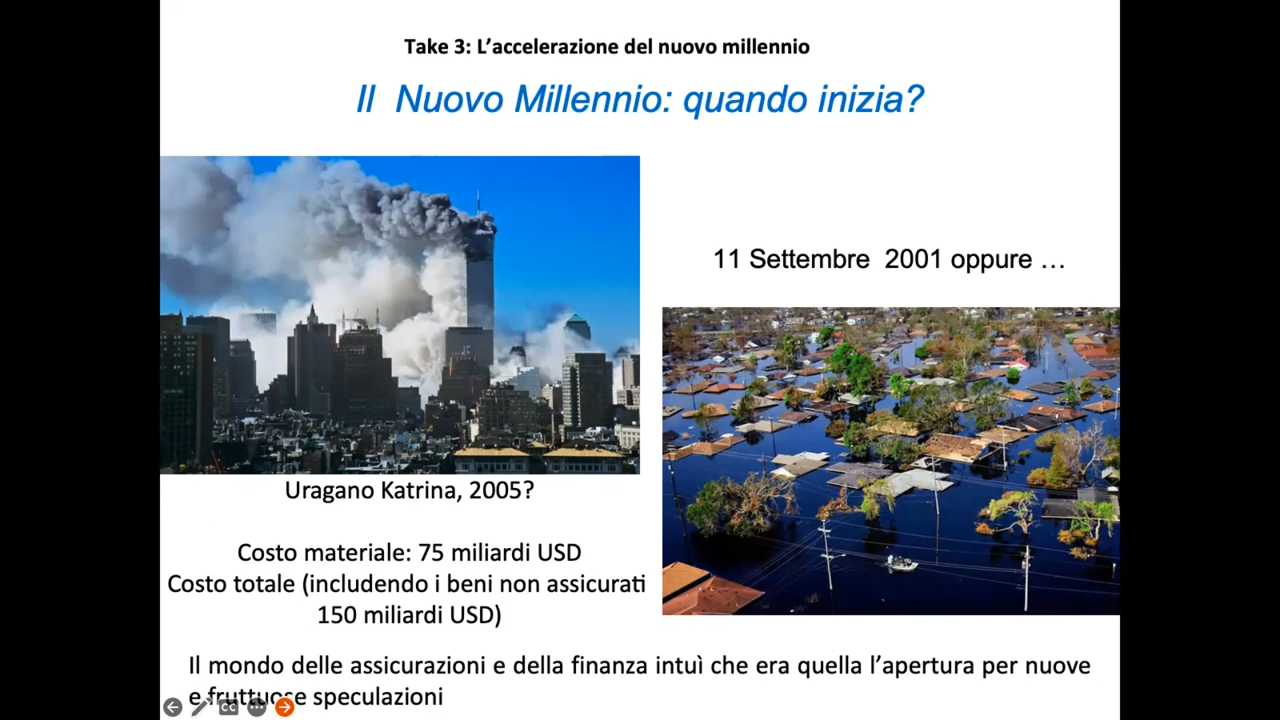 Take 3: L’accelerazione del nuovo millennio
Il Nuovo Millennio: quando inizia?
11 Settembre 2001 oppure …
Uragano Katrina, 2005?
Costo materiale: 75 miliardi USD
Costo totale (includendo i beni non assicurati
150 miliardi USD)
Il mondo delle assicurazioni e della finanza intuì che era quella l’apertura per nuove
e fruttuose speculazioni
CC